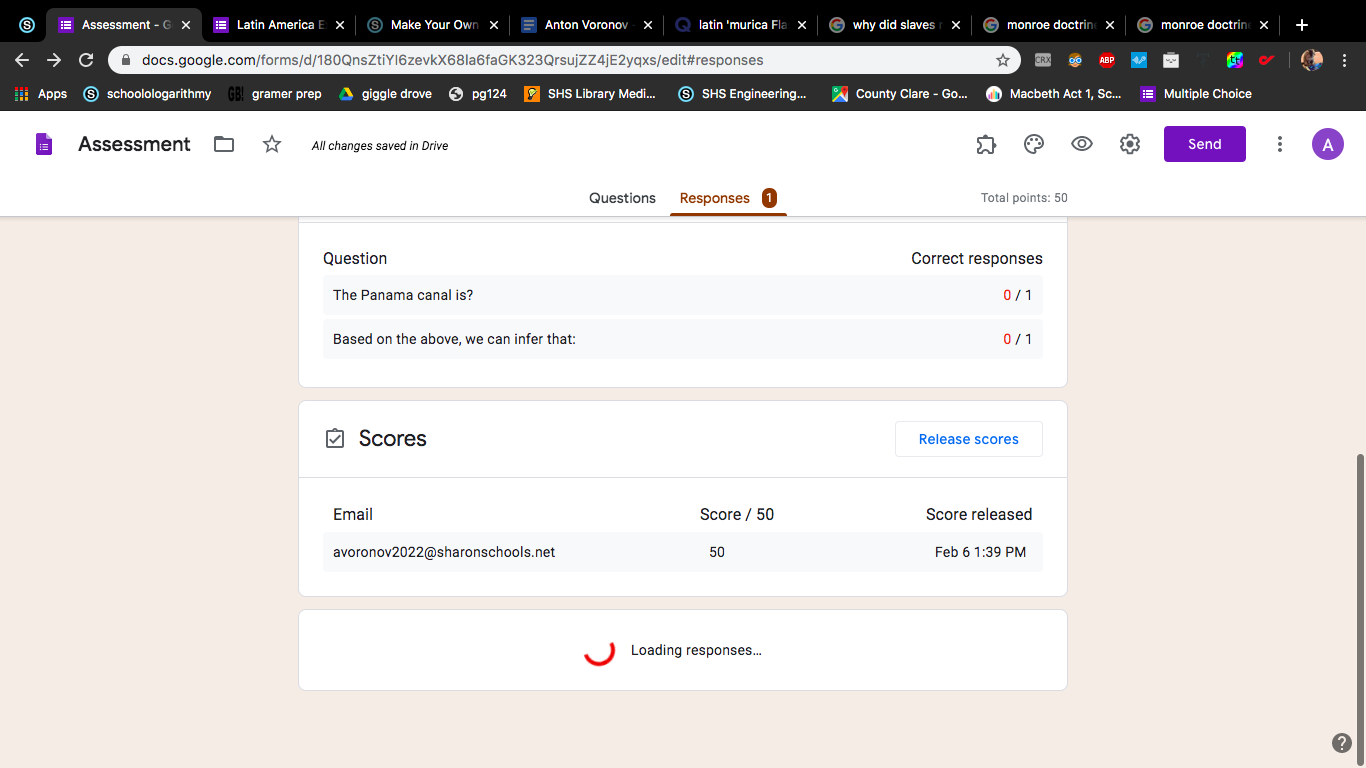 Assessment - G
Latin America E
Make Your Own
Anton Voronov -
latin 'murica Fla
why did slaves r
monroe doctrin
monroe doctrin
docs.google.com/forms/d/180QnsZtiYI6zevkX68la6faGK323QrsujZZ4jE2yqxs/edit#responses
CRX
ABP
Apps
schoolologarithmy
GB! gramer prep
giggle drove
pg124
SHS Library Medi...
SHS Engineering...
County Clare - Go...
Macbeth Act 1, Sc...
Multiple Choice
Assessment
All changes saved in Drive
Send
A
Questions
Responses 1
Total points: 50
Question Correct responses
The Panama canal is? 0 / 1
Based on the above, we can infer that: 0 / 1
Scores
Release scores
Email Score / 50 Score released
avoronov2022@sharonschools.net 50 Feb 6 1:39 PM
Loading responses...